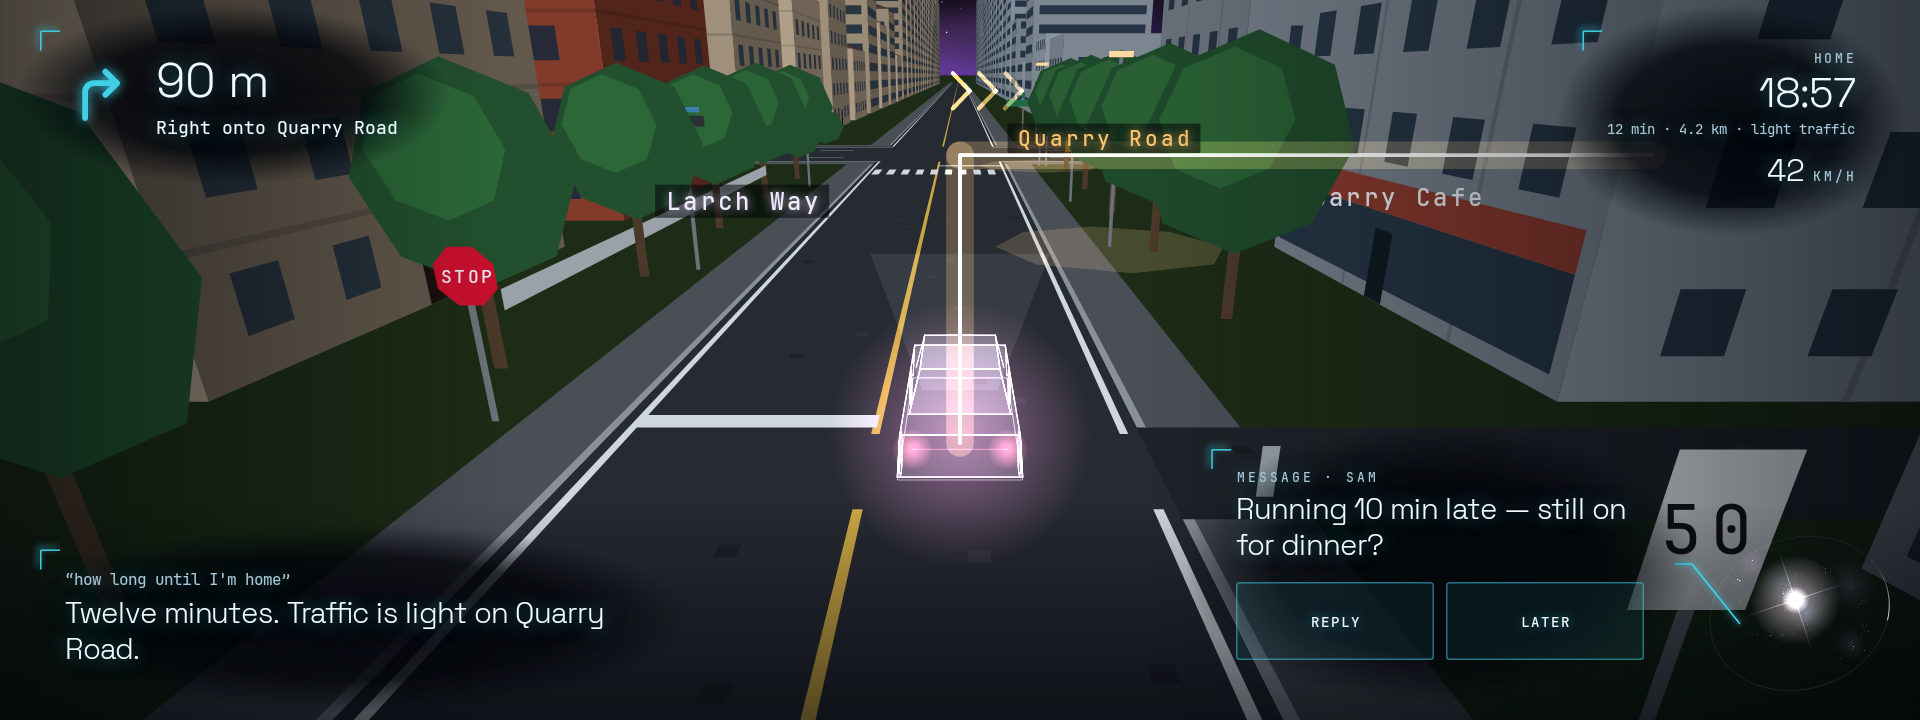 90 m
Right onto Quarry Road
HOME
18:57
12 min · 4.2 km · light traffic
42 KM/H
Quarry Road
Larch Way
arry Cafe
STOP
MESSAGE · SAM
Running 10 min late — still on
for dinner?
REPLY
LATER
50
“how long until I'm home”
Twelve minutes. Traffic is light on Quarry
Road.